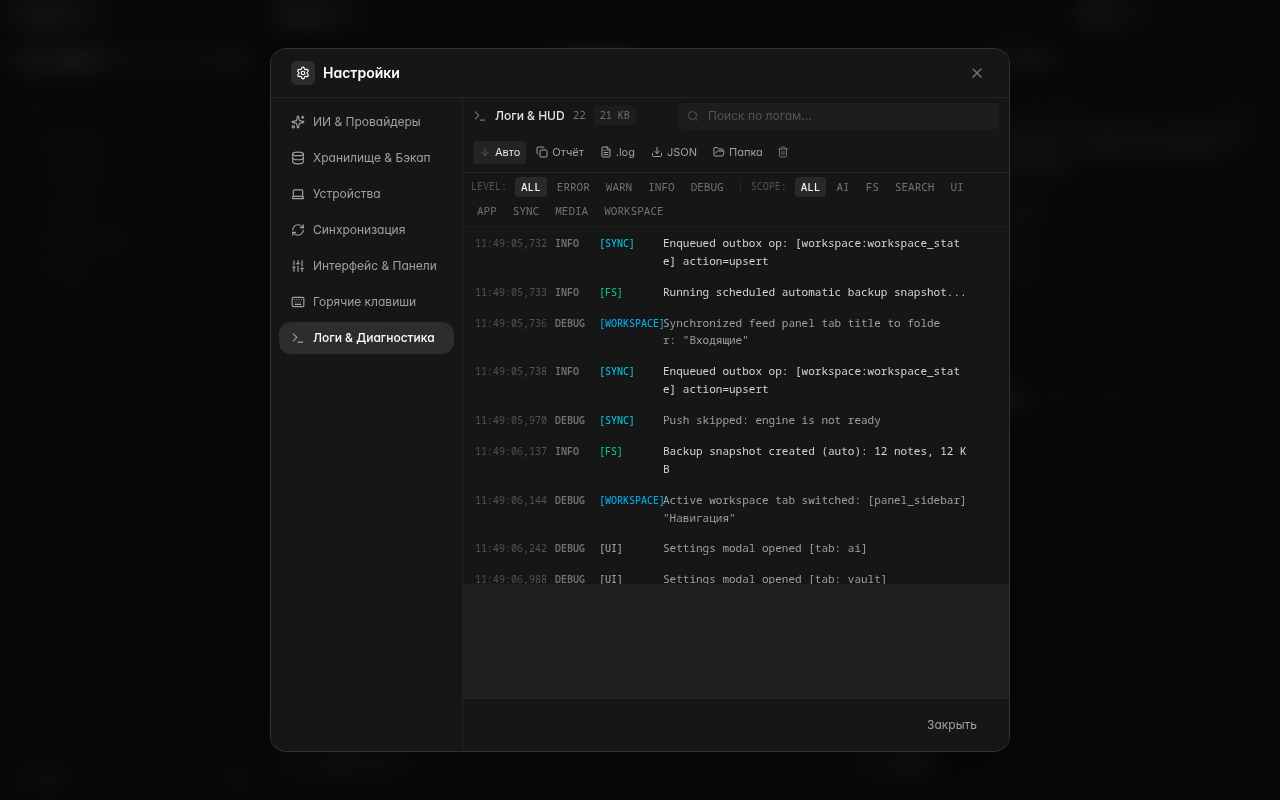 Настройки
ИИ & Провайдеры
Хранилище & Бэкап
Устройства
Синхронизация
Интерфейс & Панели
Горячие клавиши
Логи & Диагностика
Логи & HUD 22 21 KB Поиск по логам...
Авто Отчёт .log JSON Папка
LEVEL: ALL ERROR WARN INFO DEBUG | SCOPE: ALL AI FS SEARCH UI
APP SYNC MEDIA WORKSPACE
11:49:05,732 INFO [SYNC] Enqueued outbox op: [workspace:workspace_stat
e] action=upsert
11:49:05,733 INFO [FS] Running scheduled automatic backup snapshot...
11:49:05,736 DEBUG [WORKSPACE] Synchronized feed panel tab title to folde
r: "Входящие"
11:49:05,738 INFO [SYNC] Enqueued outbox op: [workspace:workspace_stat
e] action=upsert
11:49:05,970 DEBUG [SYNC] Push skipped: engine is not ready
11:49:06,137 INFO [FS] Backup snapshot created (auto): 12 notes, 12 K
B
11:49:06,144 DEBUG [WORKSPACE] Active workspace tab switched: [panel_sidebar]
"Навигация"
11:49:06,242 DEBUG [UI] Settings modal opened [tab: ai]
11:49:06,988 DEBUG [UI] Settings modal opened [tab: vault]
Закрыть